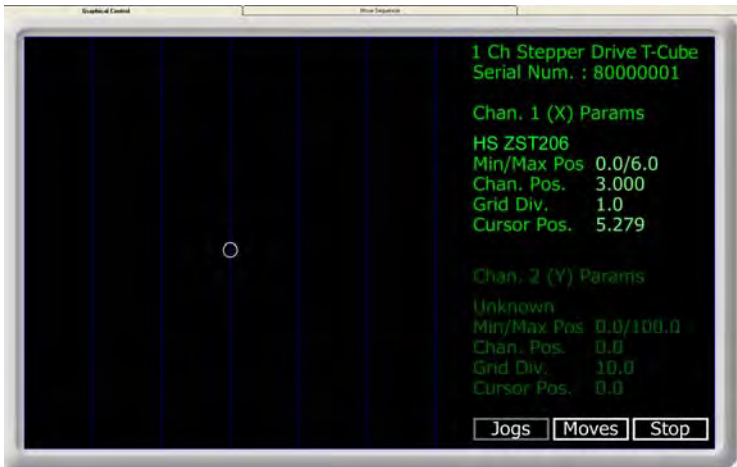 Graphical Control
Move Sequence
1 Ch Stepper Drive T-Cube
Serial Num. : 80000001
Chan. 1 (X) Params
HS ZST206
Min/Max Pos 0.0/6.0
Chan. Pos. 3.000
Grid Div. 1.0
Cursor Pos. 5.279
Chan. 2 (Y) Params
Unknown
Min/Max Pos 0.0/100.0
Chan. Pos. 0.0
Grid Div. 10.0
Cursor Pos. 0.0
Jogs Moves Stop